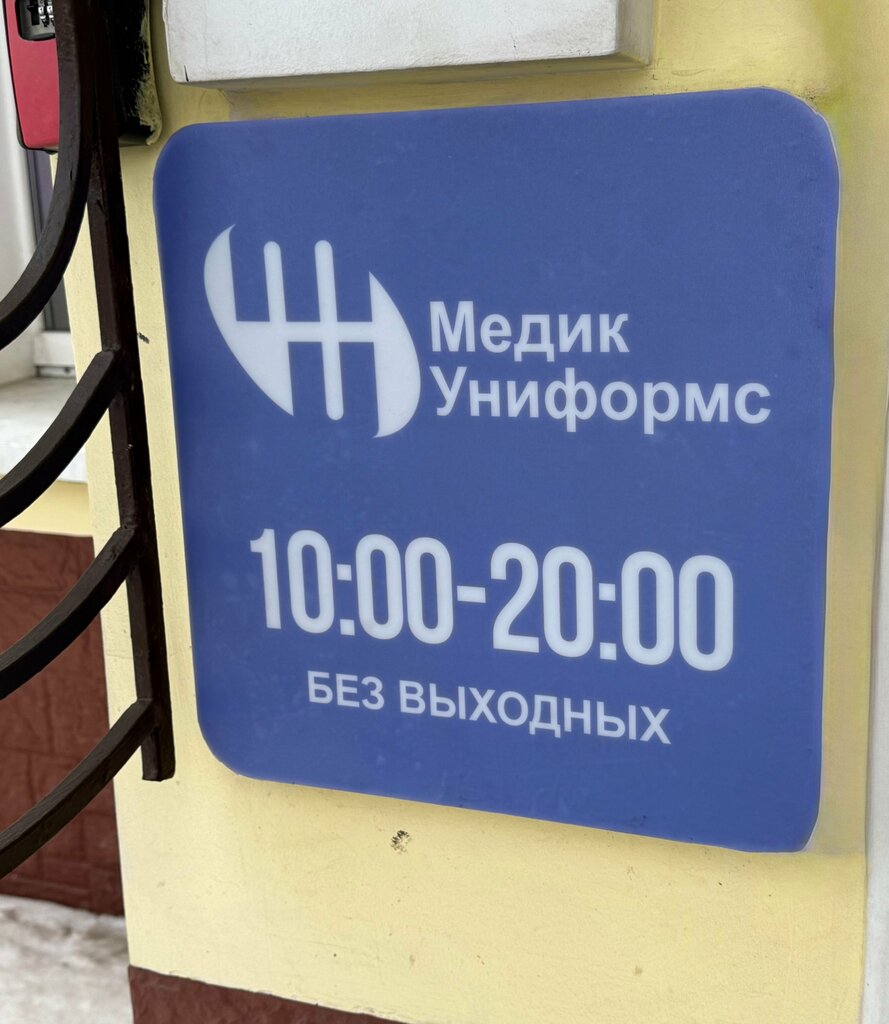 Медик
Униформс
10:00-20:00
БЕЗ ВЫХОДНЫХ